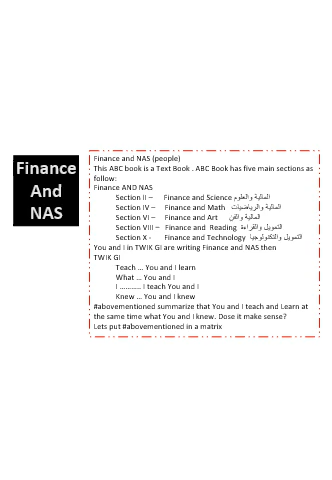 Finance
And
NAS
Finance and NAS (people)
This ABC book is a Text Book . ABC Book has five main sections as
follow:
Finance AND NAS
Section II – Finance and Science المالية والعلوم
Section IV – Finance and Math المالية والرياضيات
Section VI – Finance and Art المالية والفن
Section VIII – Finance and Reading التمويل والقراءة
Section X - Finance and Technology التمويل والتكنولوجيا
You and I in TWIK GI are writing Finance and NAS then
TWIK GI
Teach … You and I learn
What … You and I
I ………… I teach You and I
Knew … You and I knew
#abovementioned summarize that You and I teach and Learn at
the same time what You and I knew. Dose it make sense?
Lets put #abovementioned in a matrix